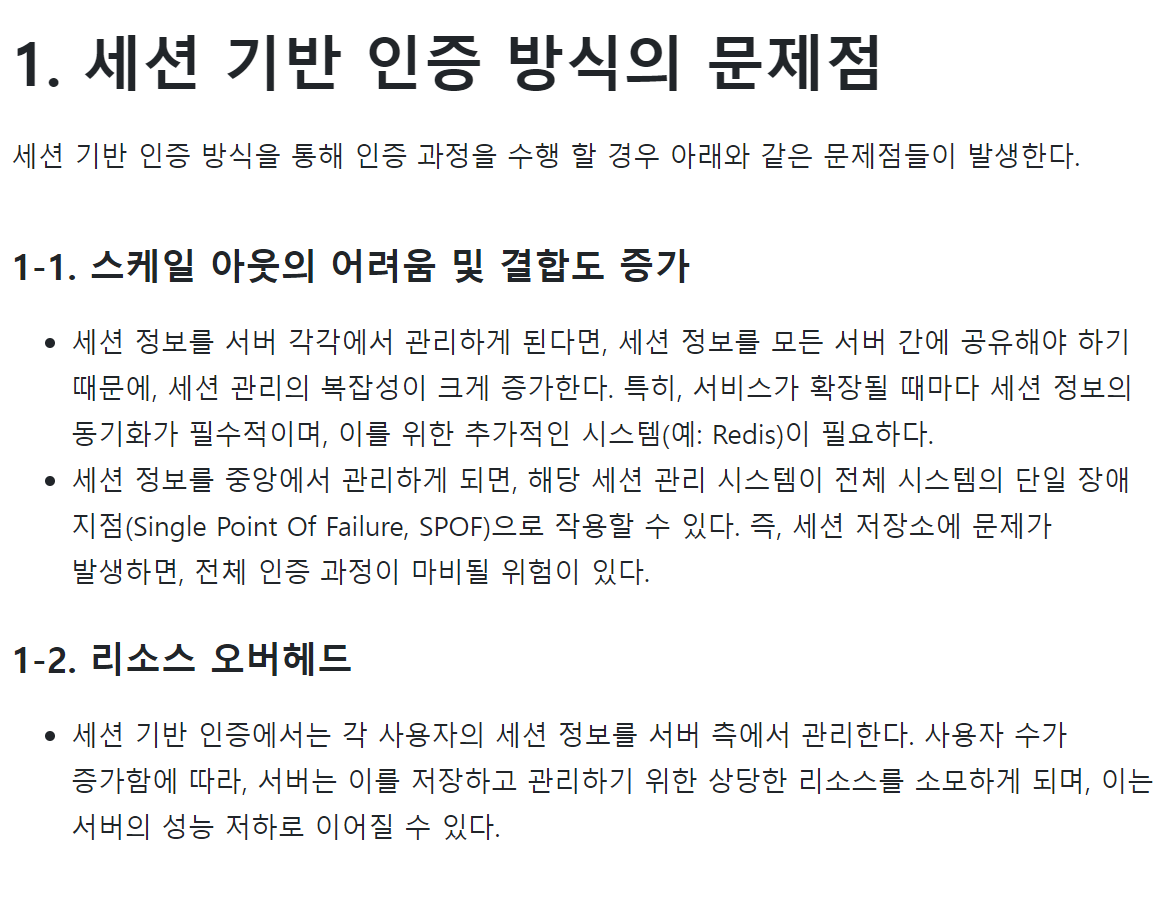 1. 세션 기반 인증 방식의 문제점
세션 기반 인증 방식을 통해 인증 과정을 수행 할 경우 아래와 같은 문제점들이 발생한다.
1-1. 스케일 아웃의 어려움 및 결합도 증가
• 세션 정보를 서버 각각에서 관리하게 된다면, 세션 정보를 모든 서버 간에 공유해야 하기
때문에, 세션 관리의 복잡성이 크게 증가한다. 특히, 서비스가 확장될 때마다 세션 정보의
동기화가 필수적이며, 이를 위한 추가적인 시스템(예: Redis)이 필요하다.
• 세션 정보를 중앙에서 관리하게 되면, 해당 세션 관리 시스템이 전체 시스템의 단일 장애
지점(Single Point Of Failure, SPOF)으로 작용할 수 있다. 즉, 세션 저장소에 문제가
발생하면, 전체 인증 과정이 마비될 위험이 있다.
1-2. 리소스 오버헤드
• 세션 기반 인증에서는 각 사용자의 세션 정보를 서버 측에서 관리한다. 사용자 수가
증가함에 따라, 서버는 이를 저장하고 관리하기 위한 상당한 리소스를 소모하게 되며, 이는
서버의 성능 저하로 이어질 수 있다.